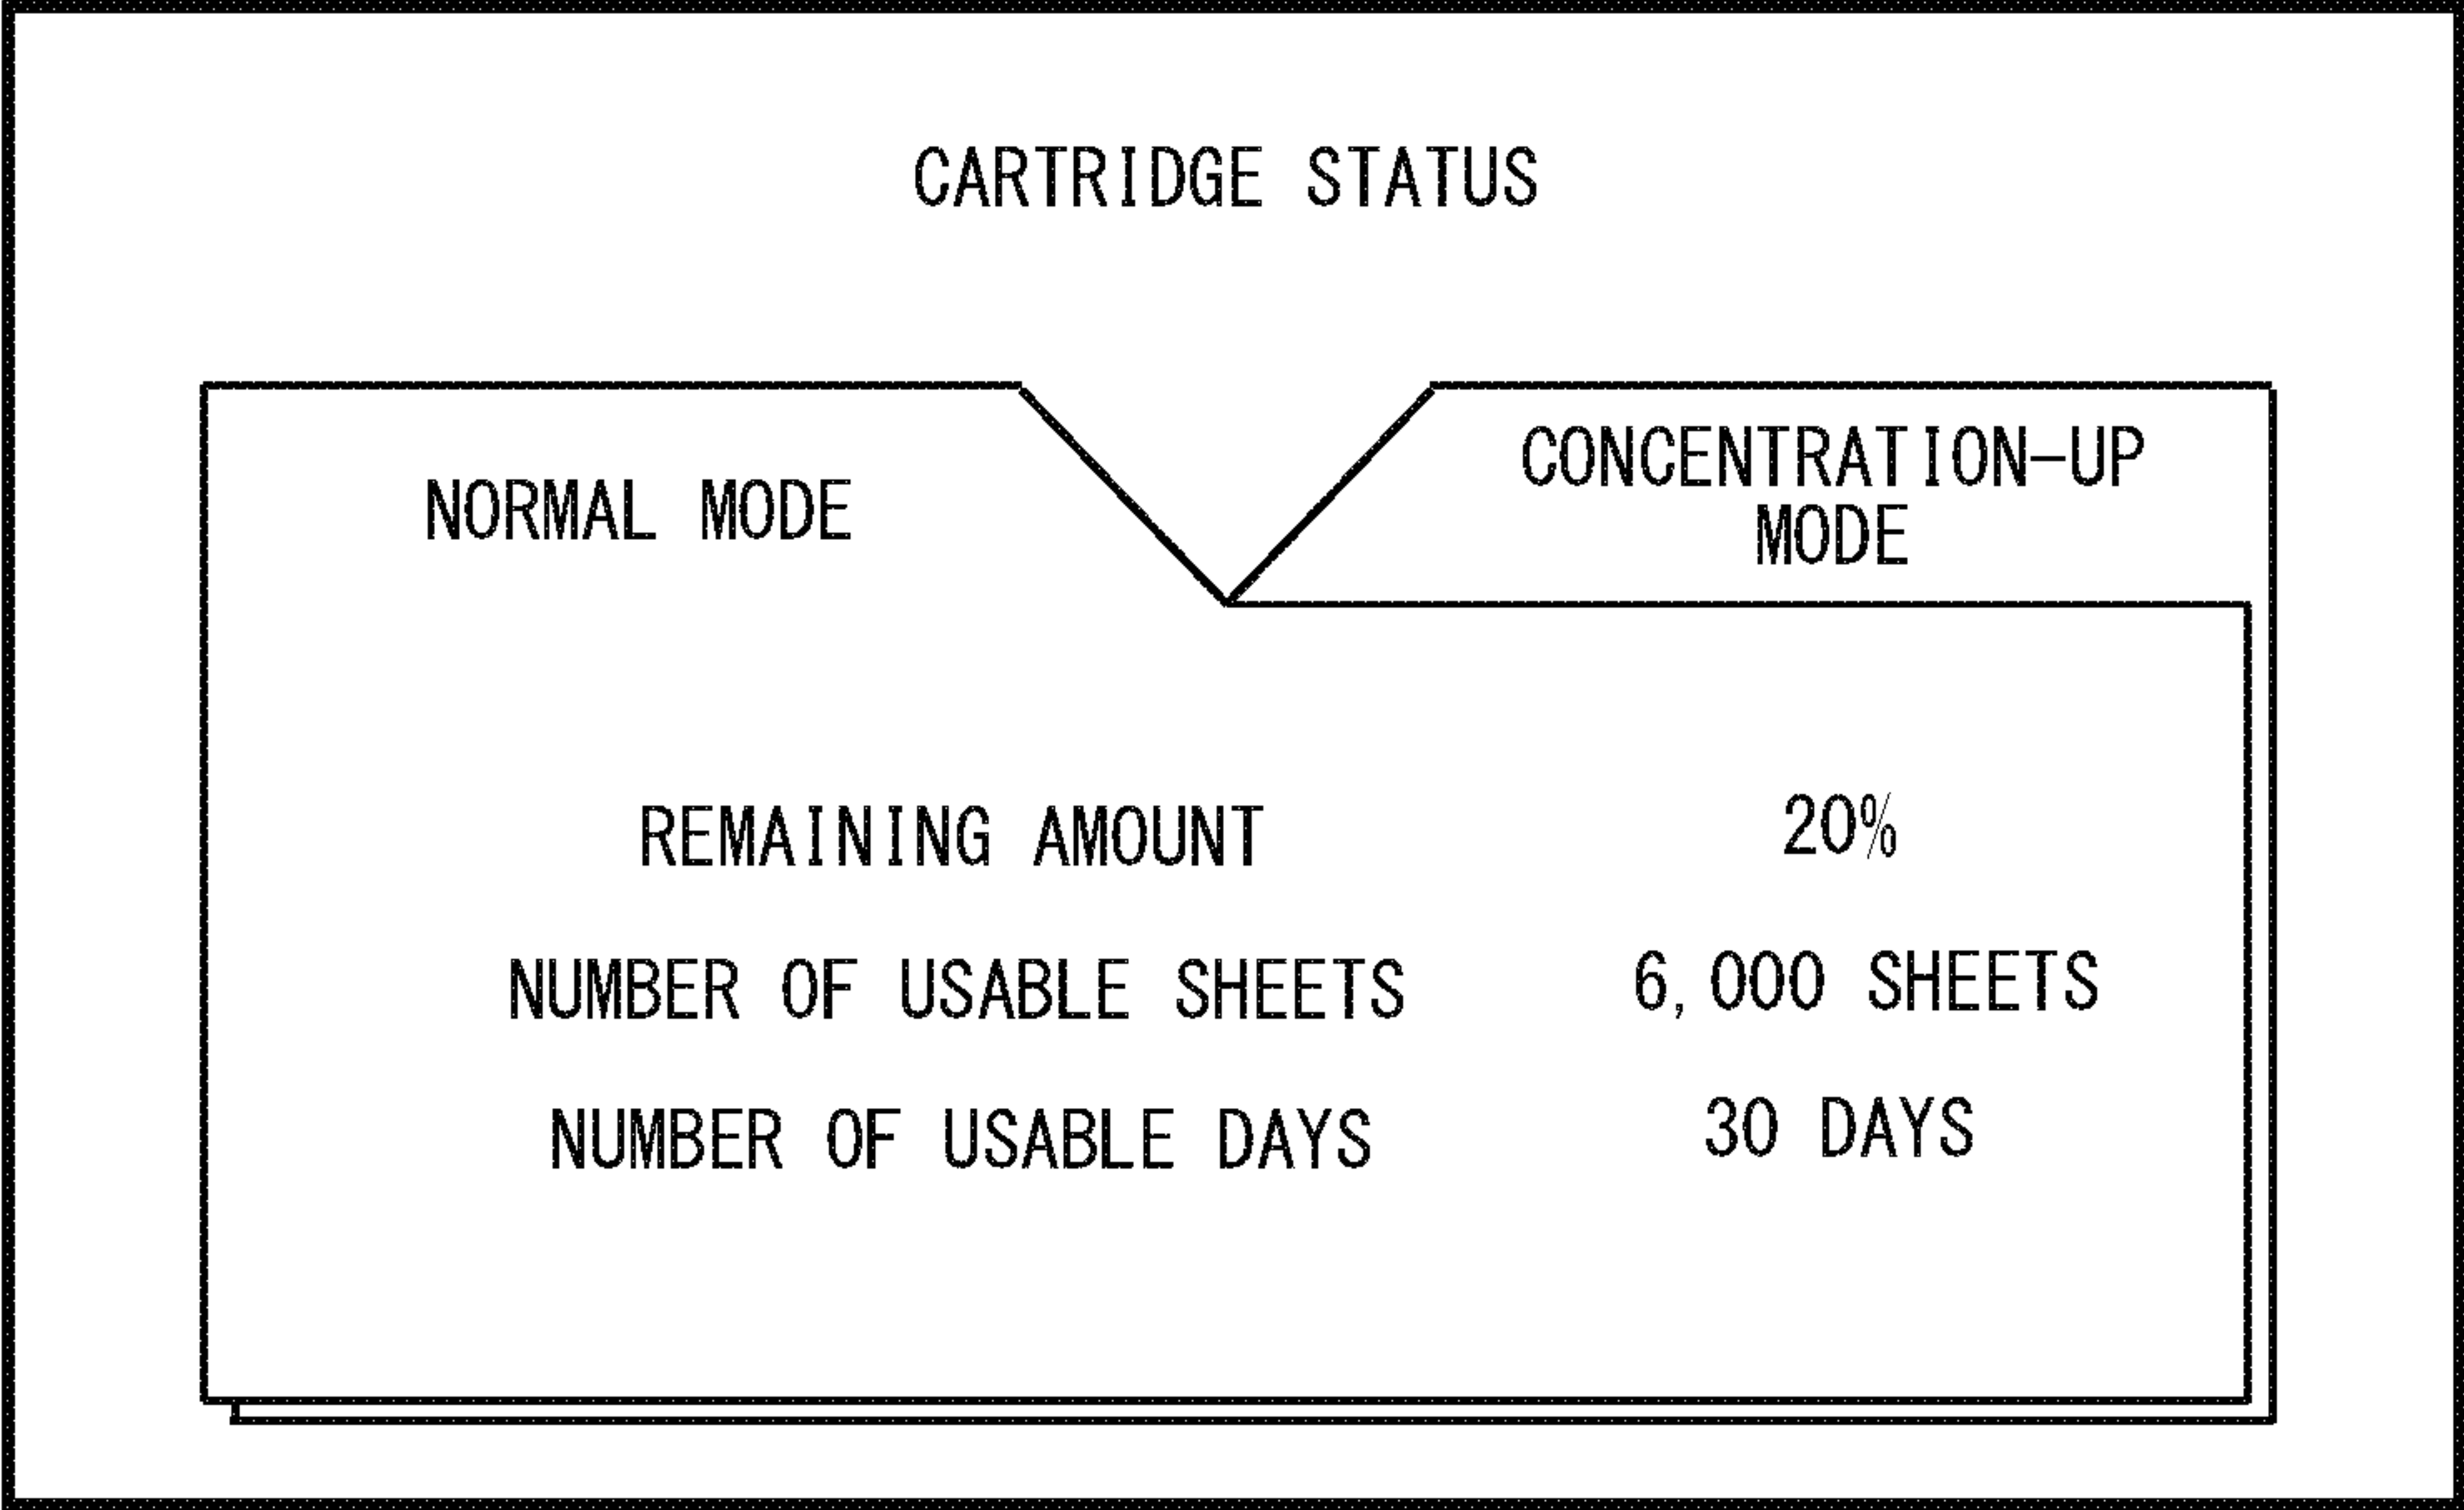 CARTRIDGE STATUS
NORMAL MODE
CONCENTRATION-UP
MODE
REMAINING AMOUNT 20%
NUMBER OF USABLE SHEETS 6,000 SHEETS
NUMBER OF USABLE DAYS 30 DAYS